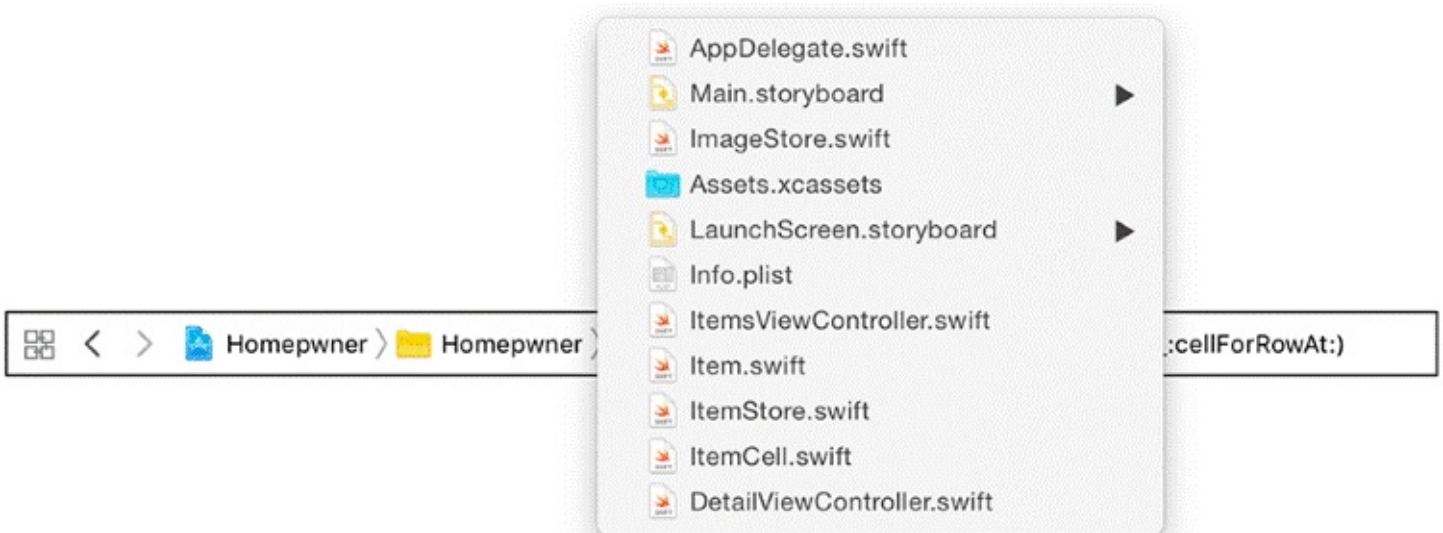 AppDelegate.swift
Main.storyboard
ImageStore.swift
Assets.xcassets
LaunchScreen.storyboard
Info.plist
ItemsViewController.swift
Homepwner Homepwner _:cellForRowAt:)
Item.swift
ItemStore.swift
ItemCell.swift
DetailViewController.swift